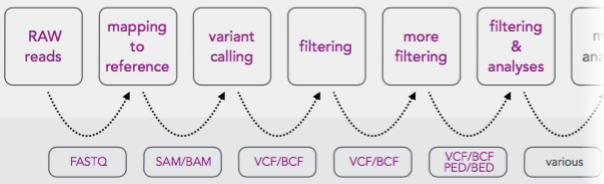 RAW
reads
mapping
to
reference
variant
calling
filtering
more
filtering
filtering
&
analyses
FASTQ
SAM/BAM
VCF/BCF
VCF/BCF
VCF/BCF
PED/BED
various